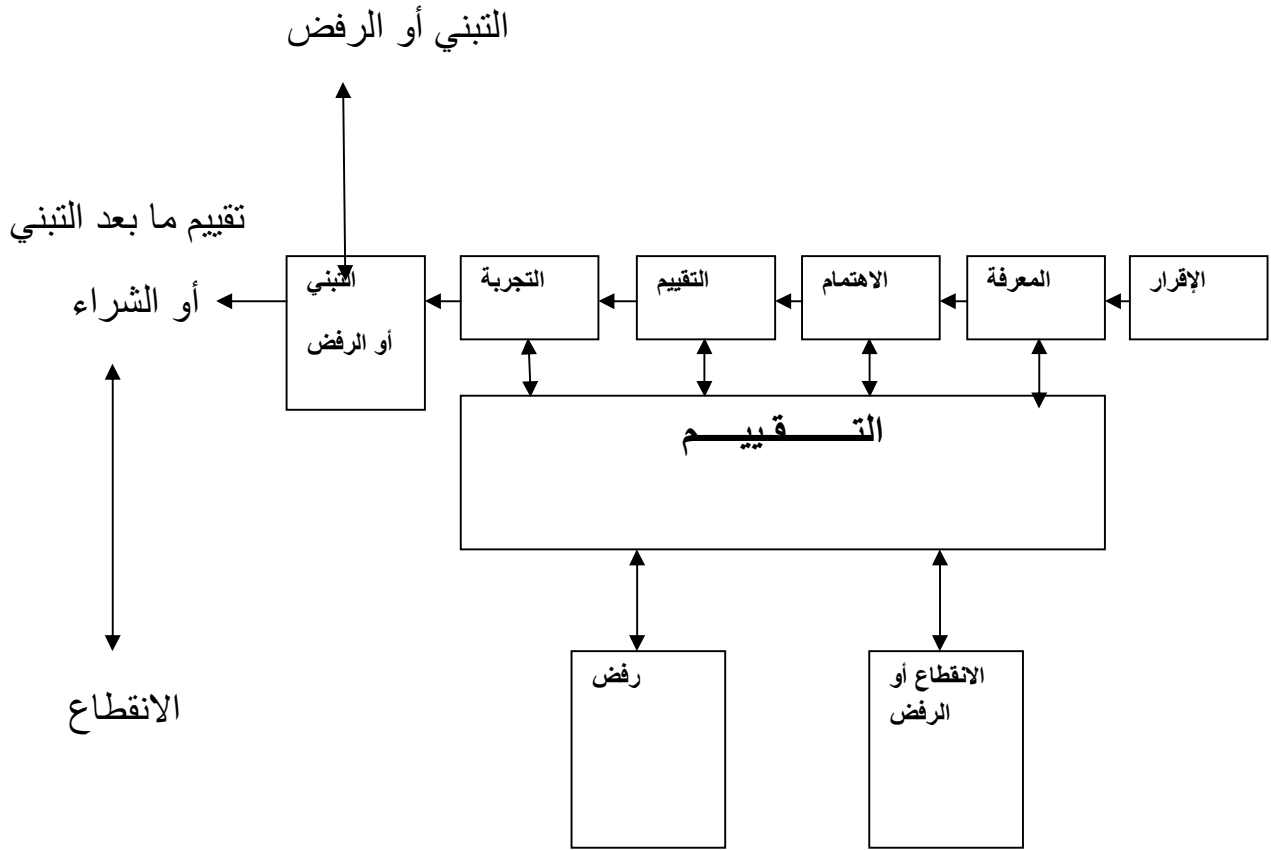 التبني أو الرفض
تقييم ما بعد التبني
أو الشراء
الإقرار
المعرفة
الاهتمام
التقييم
التجربة
التبني
أو الرفض
التـــــقييــــم
الانقطاع أو
الرفض
رفض
الانقطاع